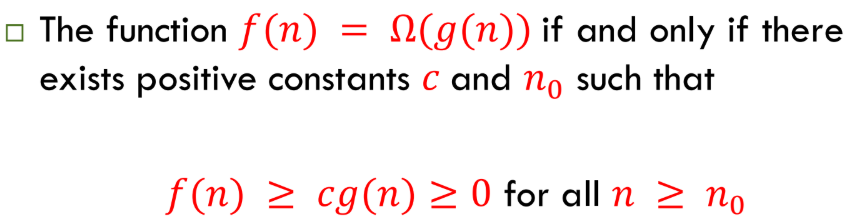 □ The function f(n) = Ω(g(n)) if and only if there
exists positive constants c and n₀ such that
f(n) ≥ cg(n) ≥ 0 for all n ≥ n₀